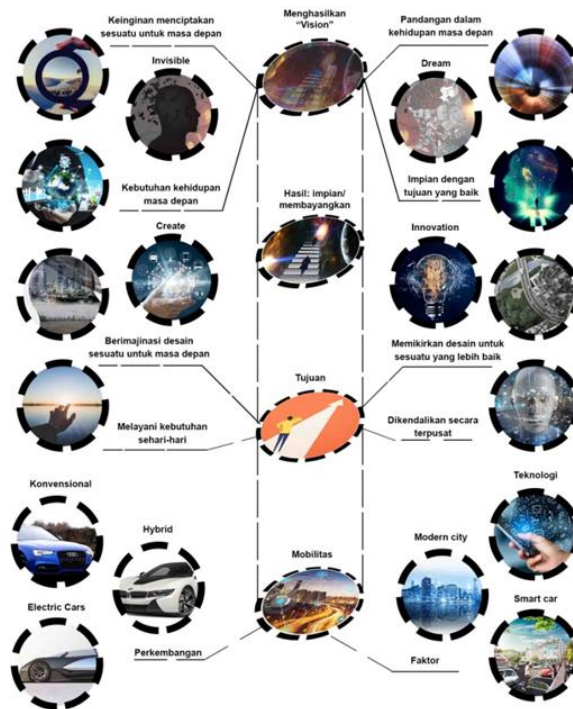 Keinginan menciptakan
sesuatu untuk masa depan
Menghasilkan
“Vision”
Pandangan dalam
kehidupan masa depan
Invisible
Dream
Kebutuhan kehidupan
masa depan
Hasil: impian/
membayangkan
Impian dengan
tujuan yang baik
Create
Innovation
Berimajinasi desain
sesuatu untuk masa depan
Memikirkan desain untuk
sesuatu yang lebih baik
Tujuan
Melayani kebutuhan
sehari-hari
Dikendalikan secara
terpusat
Konvensional
Teknologi
Hybrid
Mobilitas
Modern city
Electric Cars
Smart car
Perkembangan
Faktor